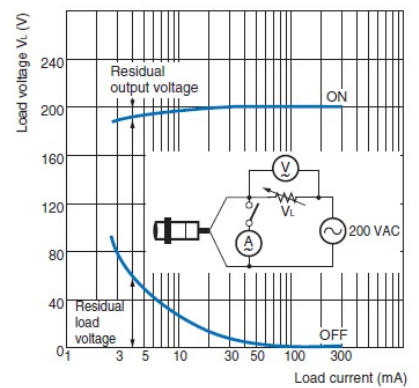 Load voltage VL (V)
240
200
160
120
80
40
0
Residual
output voltage
ON
V
VL
A
200 VAC
Residual
load
voltage
OFF
1
3
5
10
30
50
100
300
Load current (mA)